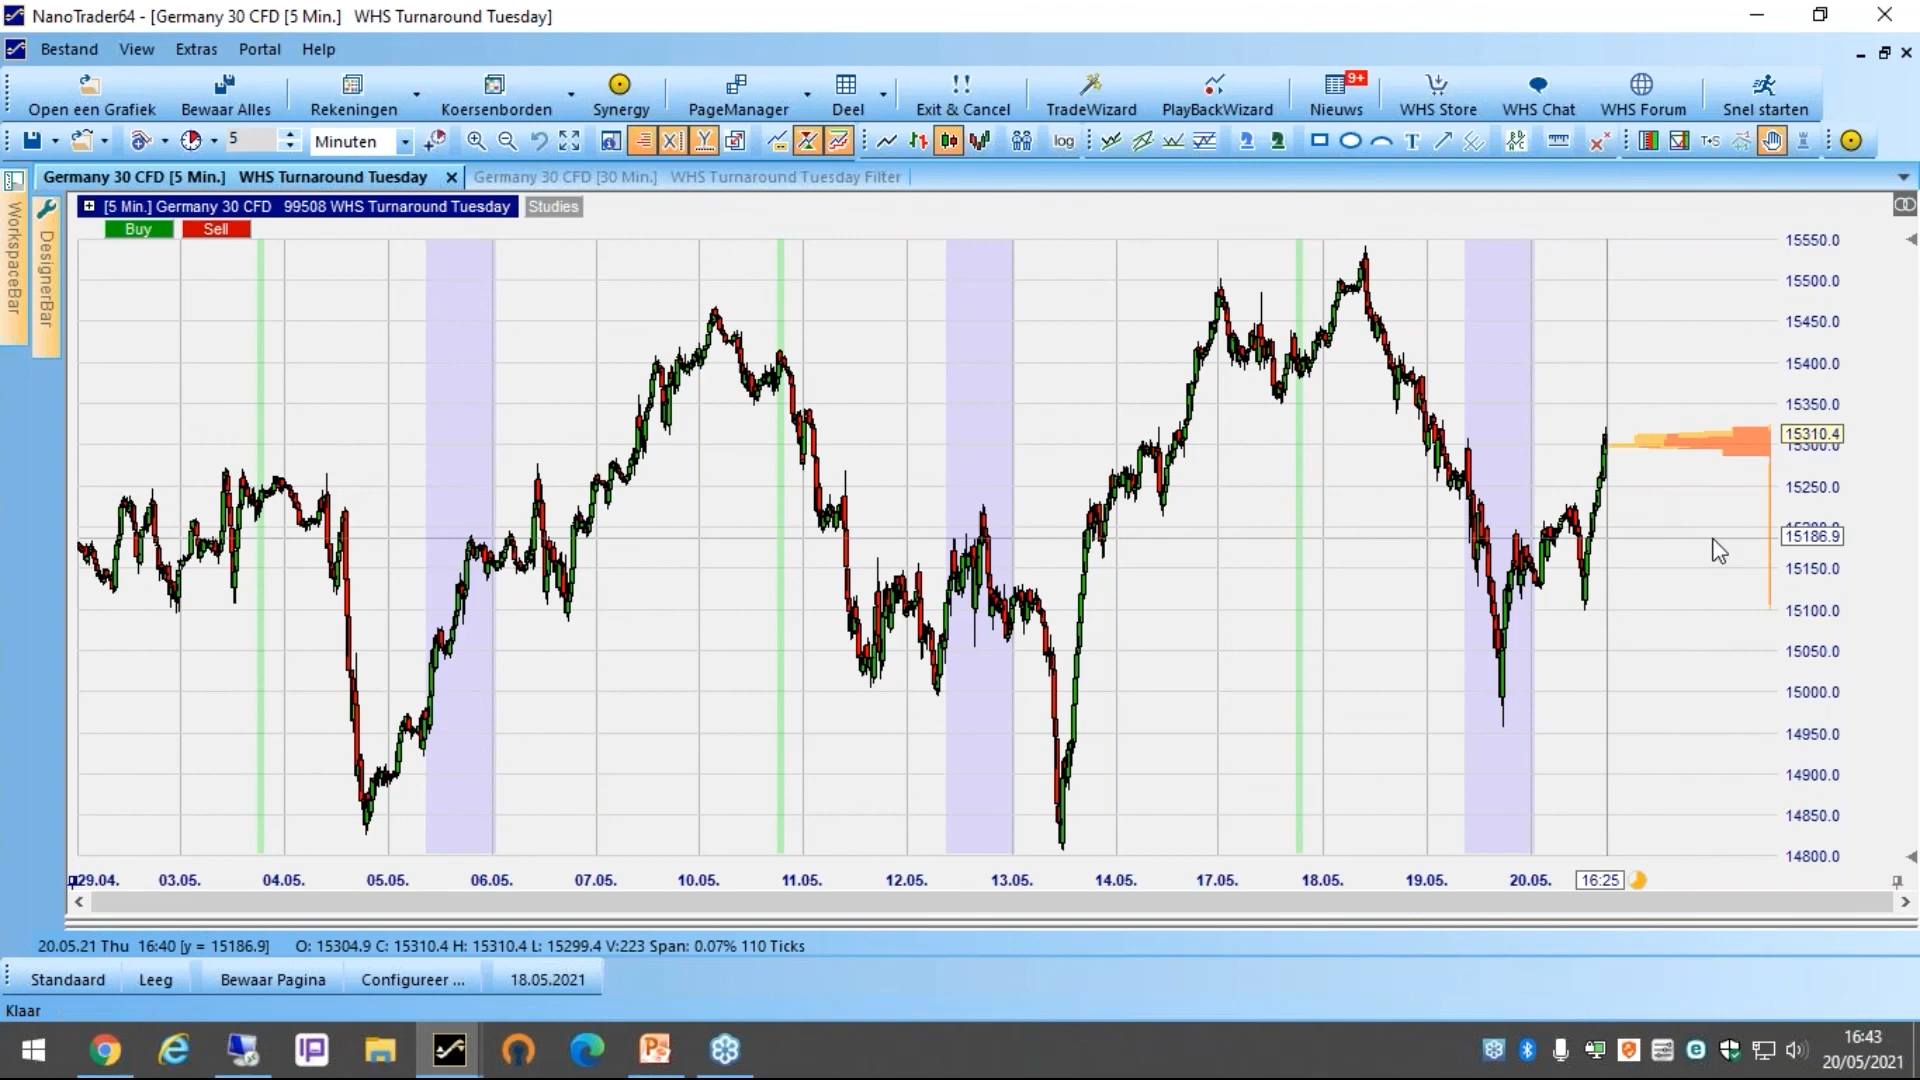 NanoTrader64 - [Germany 30 CFD [5 Min.]   WHS Turnaround Tuesday]
Bestand View Extras Portal Help
Open een Grafiek Bewaar Alles Rekeningen Koersenborden Synergy PageManager Deel Exit & Cancel TradeWizard PlayBackWizard 9+ Nieuws WHS Store WHS Chat WHS Forum Snel starten
5 Minuten log T+S
Germany 30 CFD [5 Min.]   WHS Turnaround Tuesday Germany 30 CFD [30 Min.]   WHS Turnaround Tuesday Filter
WorkspaceBar
DesignerBar
[5 Min.] Germany 30 CFD   99508 WHS Turnaround Tuesday Studies
Buy Sell
15550.0
15500.0
15450.0
15400.0
15350.0
15310.4
15300.0
15250.0
15200.0
15186.9
15150.0
15100.0
15050.0
15000.0
14950.0
14900.0
14850.0
14800.0
29.04. 03.05. 04.05. 05.05. 06.05. 07.05. 10.05. 11.05. 12.05. 13.05. 14.05. 17.05. 18.05. 19.05. 20.05. 16:25
20.05.21 Thu  16:40 [y = 15186.9] O: 15304.9 C: 15310.4 H: 15310.4 L: 15299.4 V:223 Span: 0.07% 110 Ticks
Standaard Leeg Bewaar Pagina Configureer ... 18.05.2021
Klaar
16:43
20/05/2021